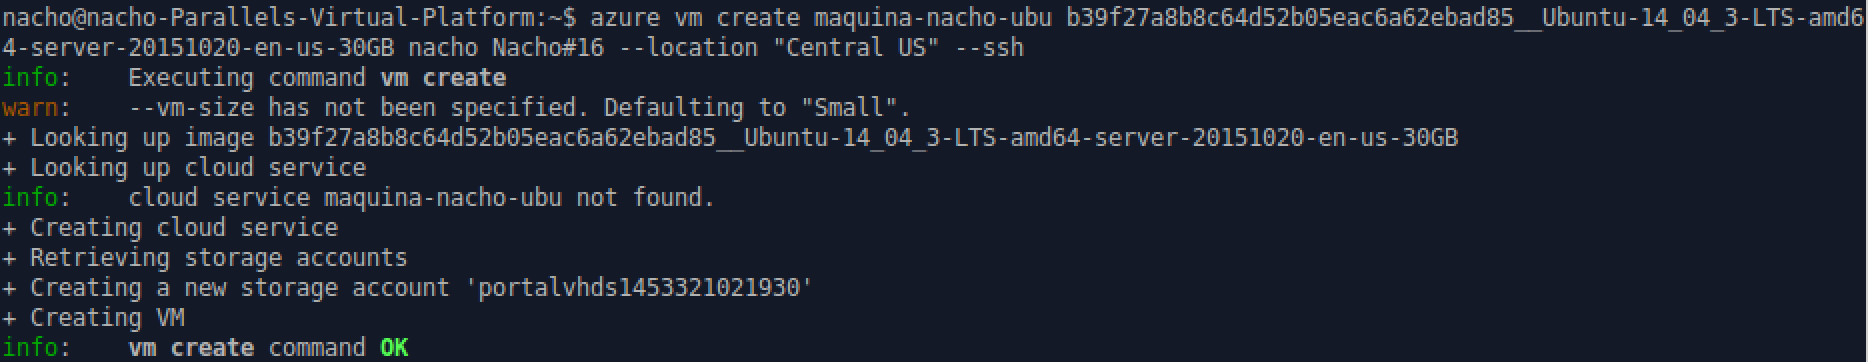 nacho@nacho-Parallels-Virtual-Platform:~$ azure vm create maquina-nacho-ubu b39f27a8b8c64d52b05eac6a62ebad85__Ubuntu-14_04_3-LTS-amd6
4-server-20151020-en-us-30GB nacho Nacho#16 --location "Central US" --ssh
info:    Executing command vm create
warn:    --vm-size has not been specified. Defaulting to "Small".
+ Looking up image b39f27a8b8c64d52b05eac6a62ebad85__Ubuntu-14_04_3-LTS-amd64-server-20151020-en-us-30GB
+ Looking up cloud service
info:    cloud service maquina-nacho-ubu not found.
+ Creating cloud service
+ Retrieving storage accounts
+ Creating a new storage account 'portalvhds1453321021930'
+ Creating VM
info:    vm create command OK